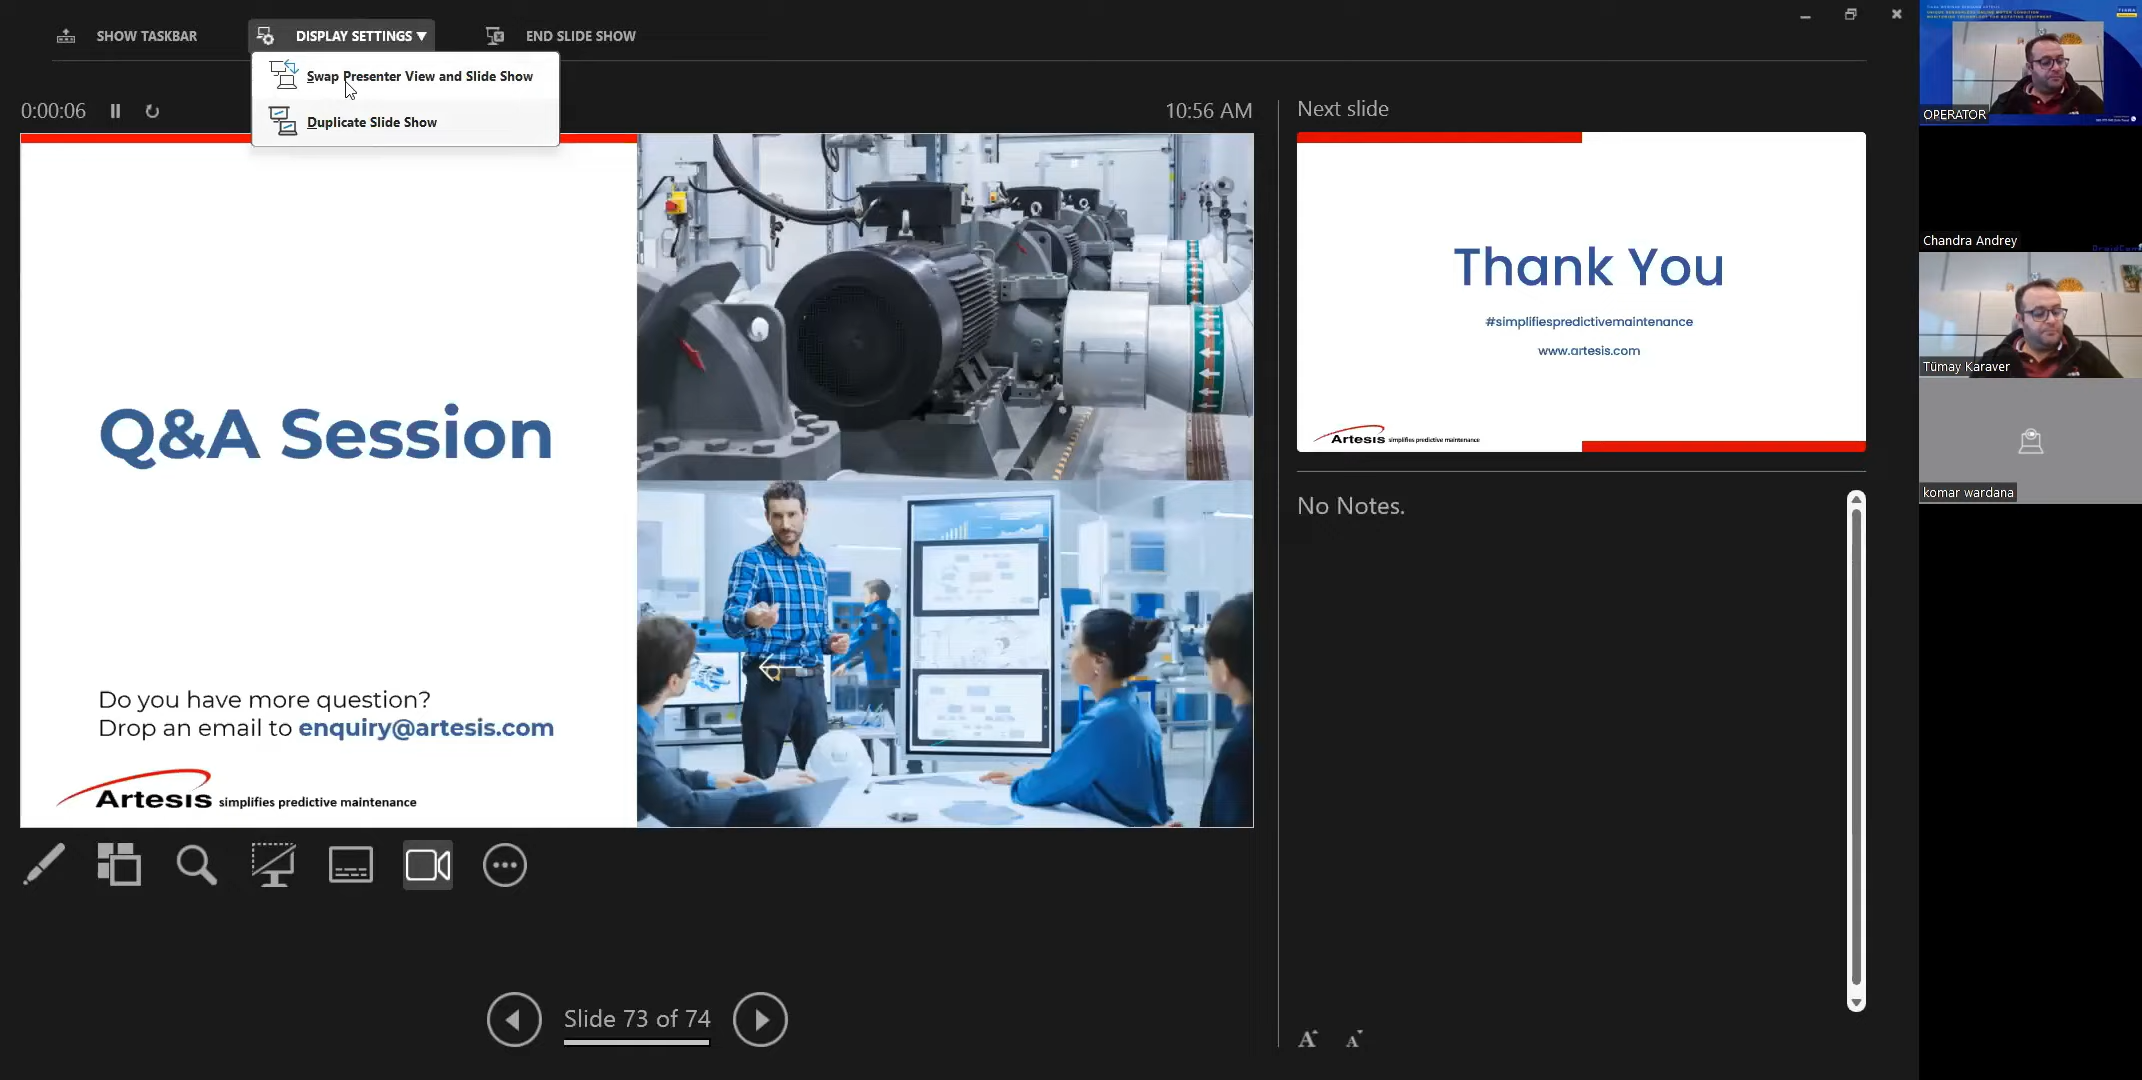 SHOW TASKBAR
DISPLAY SETTINGS ▼
END SLIDE SHOW
Swap Presenter View and Slide Show
Duplicate Slide Show
0:00:06
10:56 AM
Q&A Session
Do you have more question?
Drop an email to enquiry@artesis.com
Artesis simplifies predictive maintenance
Slide 73 of 74
Next slide
Thank You
#simplifiespredictivemaintenance
www.artesis.com
Artesis simplifies predictive maintenance
No Notes.
A A
OPERATOR
Chandra Andrey
Tümay Karaver
komar wardana